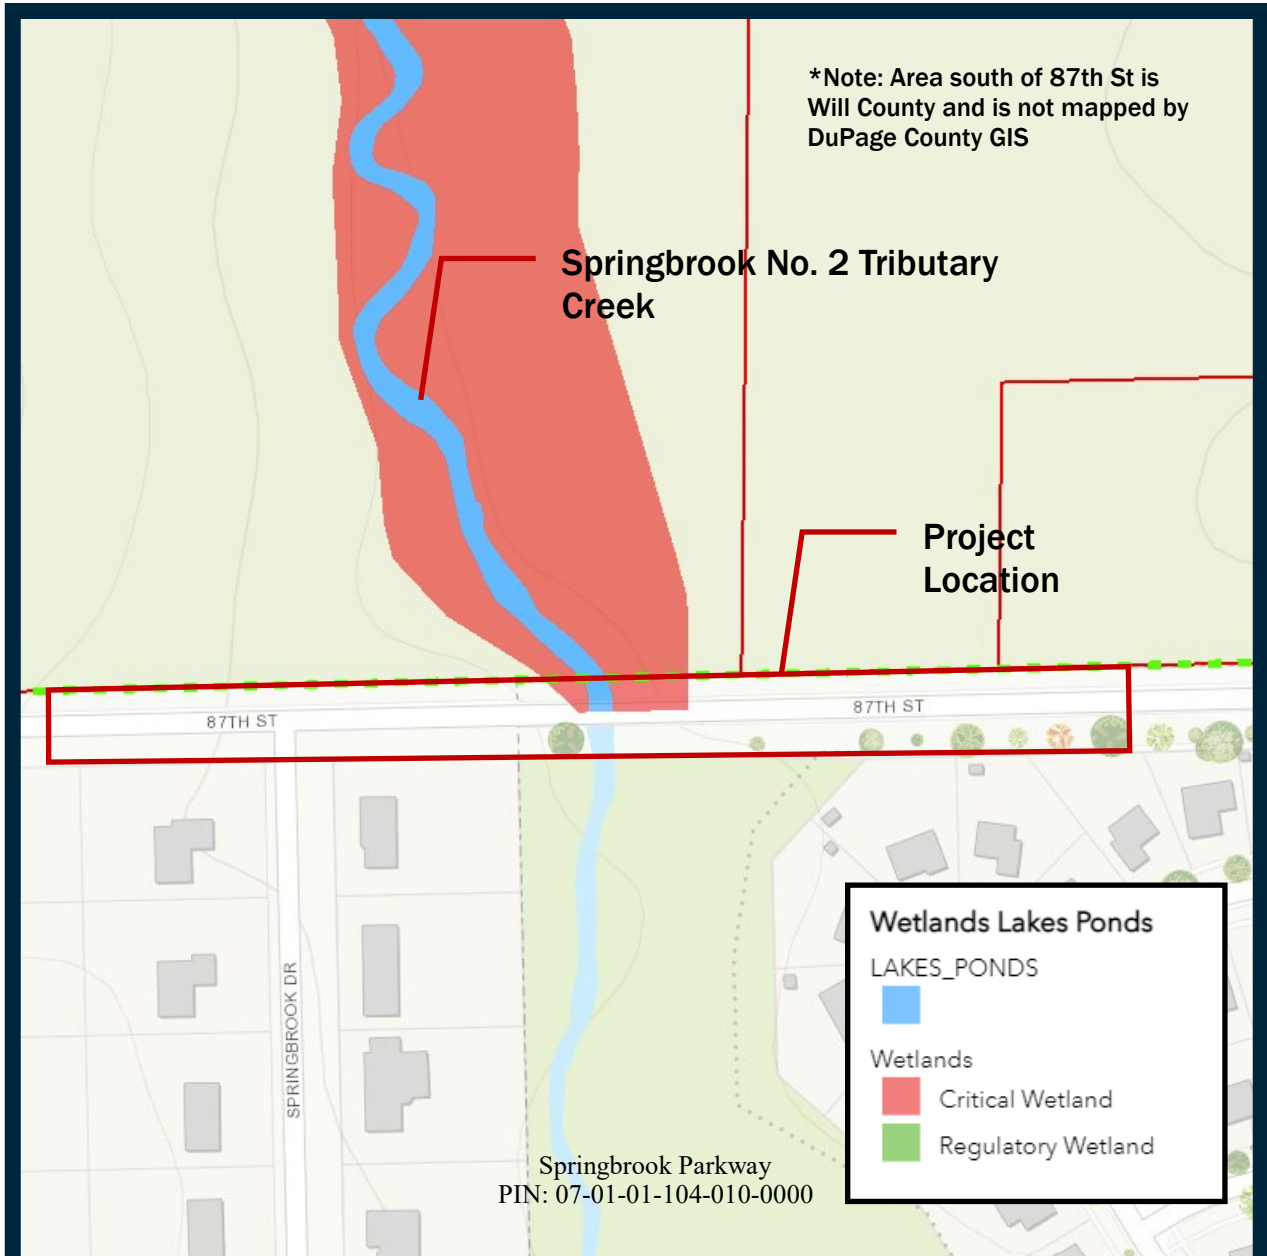 *Note: Area south of 87th St is
Will County and is not mapped by
DuPage County GIS
Springbrook No. 2 Tributary
Creek
Project
Location
87TH ST
87TH ST
SPRINGBROOK DR
Wetlands Lakes Ponds
LAKES_PONDS
Wetlands
Critical Wetland
Regulatory Wetland
Springbrook Parkway
PIN: 07-01-01-104-010-0000